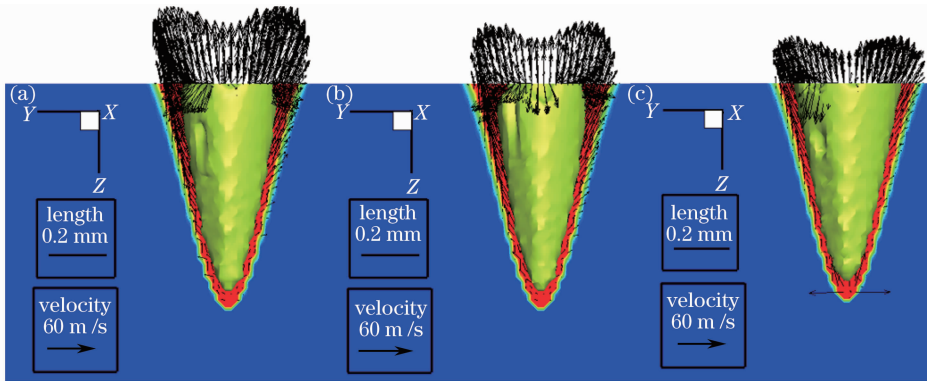 (a)
Y X
Z
length
0.2 mm
velocity
60 m/s
(b)
Y X
Z
length
0.2 mm
velocity
60 m/s
(c)
Y X
Z
length
0.2 mm
velocity
60 m/s